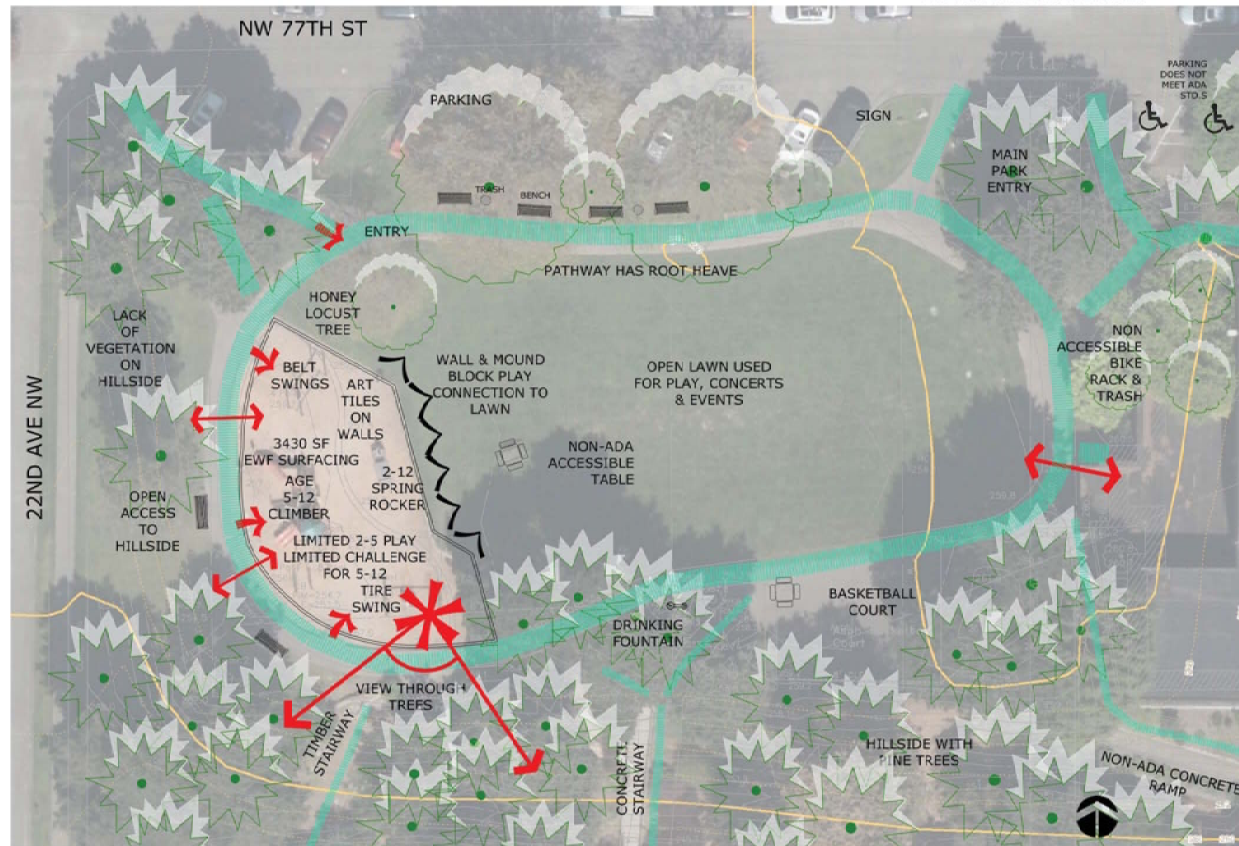 NW 77TH ST
PARKING
DOES NOT
MEET ADA
STD.S
PARKING
SIGN
MAIN
PARK
ENTRY
TRASH
BENCH
ENTRY
PATHWAY HAS ROOT HEAVE
HONEY
LOCUST
TREE
LACK
OF
VEGETATION
ON
HILLSIDE
NON
ACCESSIBLE
BIKE
RACK &
TRASH
BELT
SWINGS
ART
TILES
ON
WALLS
WALL & MOUND
BLOCK PLAY
CONNECTION TO
LAWN
OPEN LAWN USED
FOR PLAY, CONCERTS
& EVENTS
22ND AVE NW
3430 SF
EWF SURFACING
AGE
5-12
CLIMBER
2-12
SPRING
ROCKER
NON-ADA
ACCESSIBLE
TABLE
OPEN
ACCESS
TO
HILLSIDE
LIMITED 2-5 PLAY
LIMITED CHALLENGE
FOR 5-12
TIRE
SWING
BASKETBALL
COURT
DRINKING
FOUNTAIN
VIEW THROUGH
TREFS
TIMBER
STAIRWAY
CONCRETE
STAIRWAY
HILLSIDE WITH
PINE TREES
NON-ADA CONCRETE
RAMP